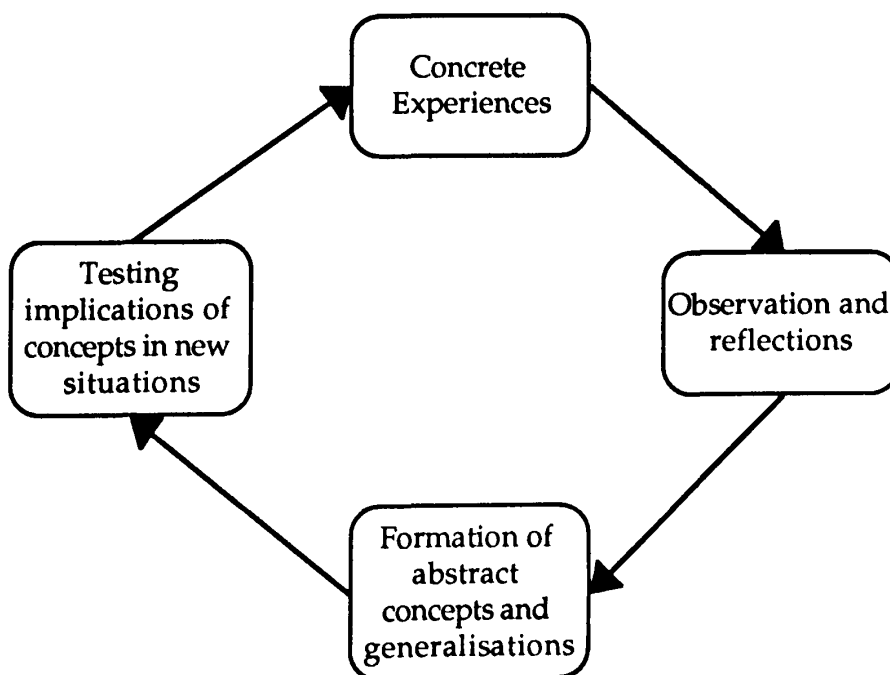 Concrete
Experiences
Observation and
reflections
Formation of
abstract
concepts and
generalisations
Testing
implications of
concepts in new
situations